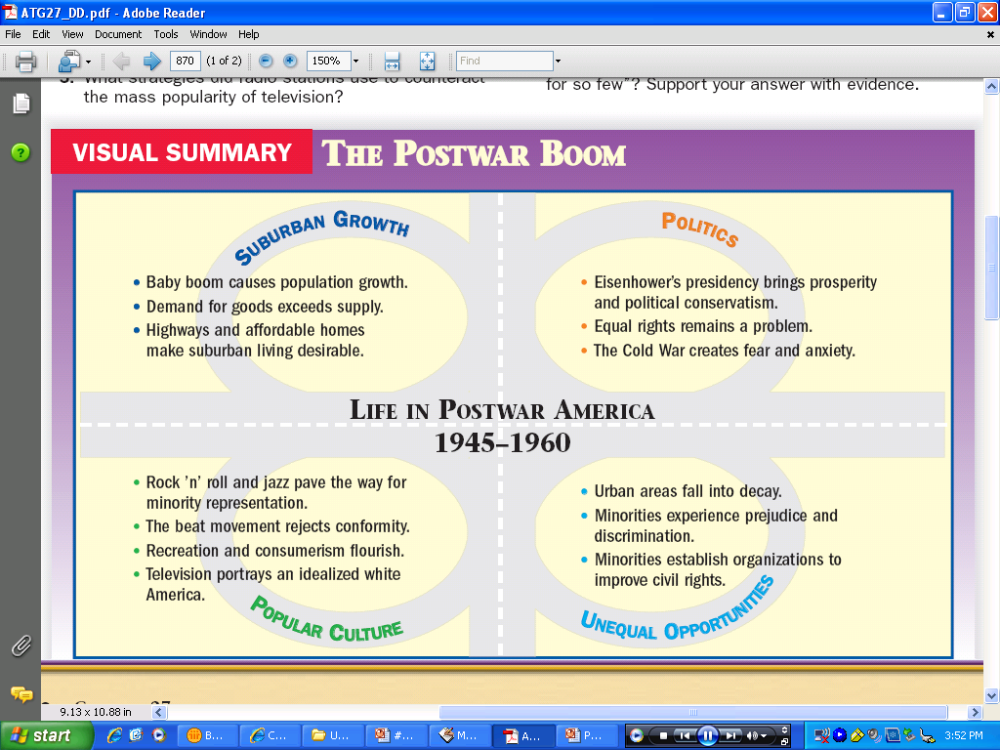 ATG27_DD.pdf - Adobe Reader
File Edit View Document Tools Window Help
870 (1 of 2) 150% Find
What strategies did radio stations use to counteract
the mass popularity of television?
for so few"? Support your answer with evidence.
VISUAL SUMMARY THE POSTWAR BOOM
SUBURBAN GROWTH
• Baby boom causes population growth.
• Demand for goods exceeds supply.
• Highways and affordable homes
make suburban living desirable.
POLITICS
• Eisenhower's presidency brings prosperity
and political conservatism.
• Equal rights remains a problem.
• The Cold War creates fear and anxiety.
LIFE IN POSTWAR AMERICA
1945–1960
• Rock 'n' roll and jazz pave the way for
minority representation.
• The beat movement rejects conformity.
• Recreation and consumerism flourish.
• Television portrays an idealized white
America.
POPULAR CULTURE
• Urban areas fall into decay.
• Minorities experience prejudice and
discrimination.
• Minorities establish organizations to
improve civil rights.
UNEQUAL OPPORTUNITIES
9.13 x 10.88 in
start B... C... U... #... M... A... P... 3:52 PM